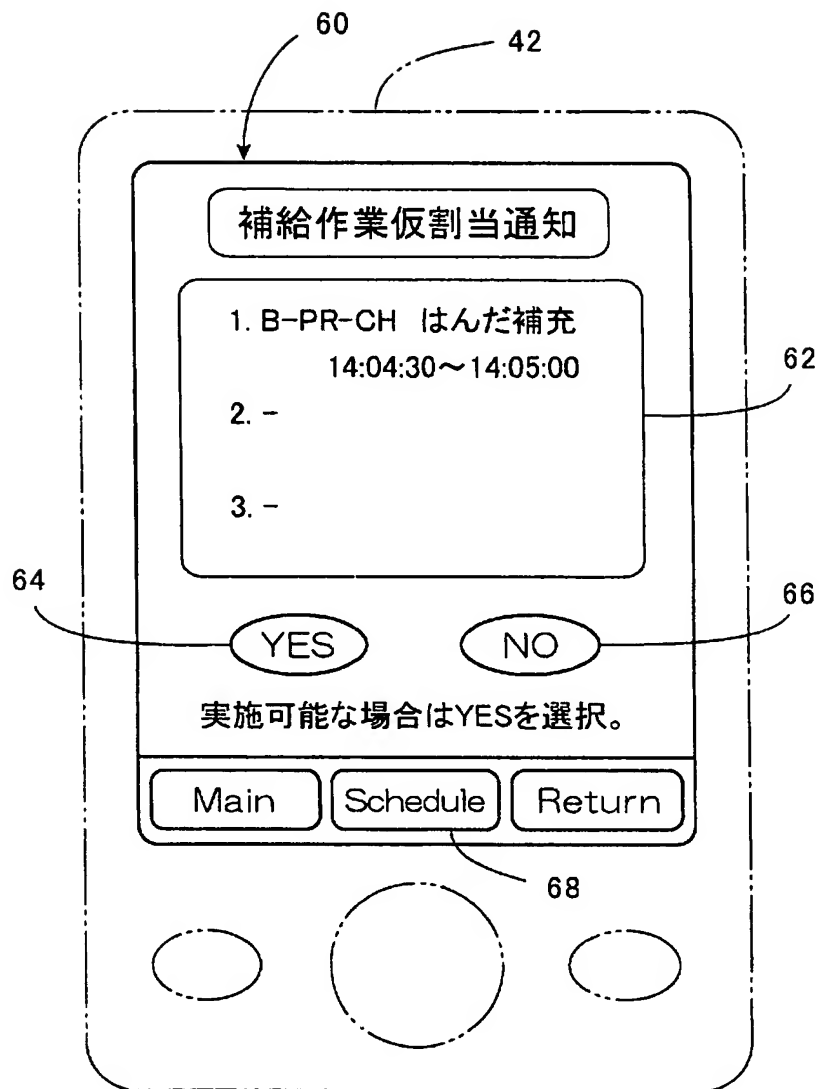 60
42
補給作業仮割当通知
1. B-PR-CH はんだ補充
14:04:30～14:05:00
62
2. -
3. -
64
66
YES NO
実施可能な場合はYESを選択。
Main Schedule Return
68